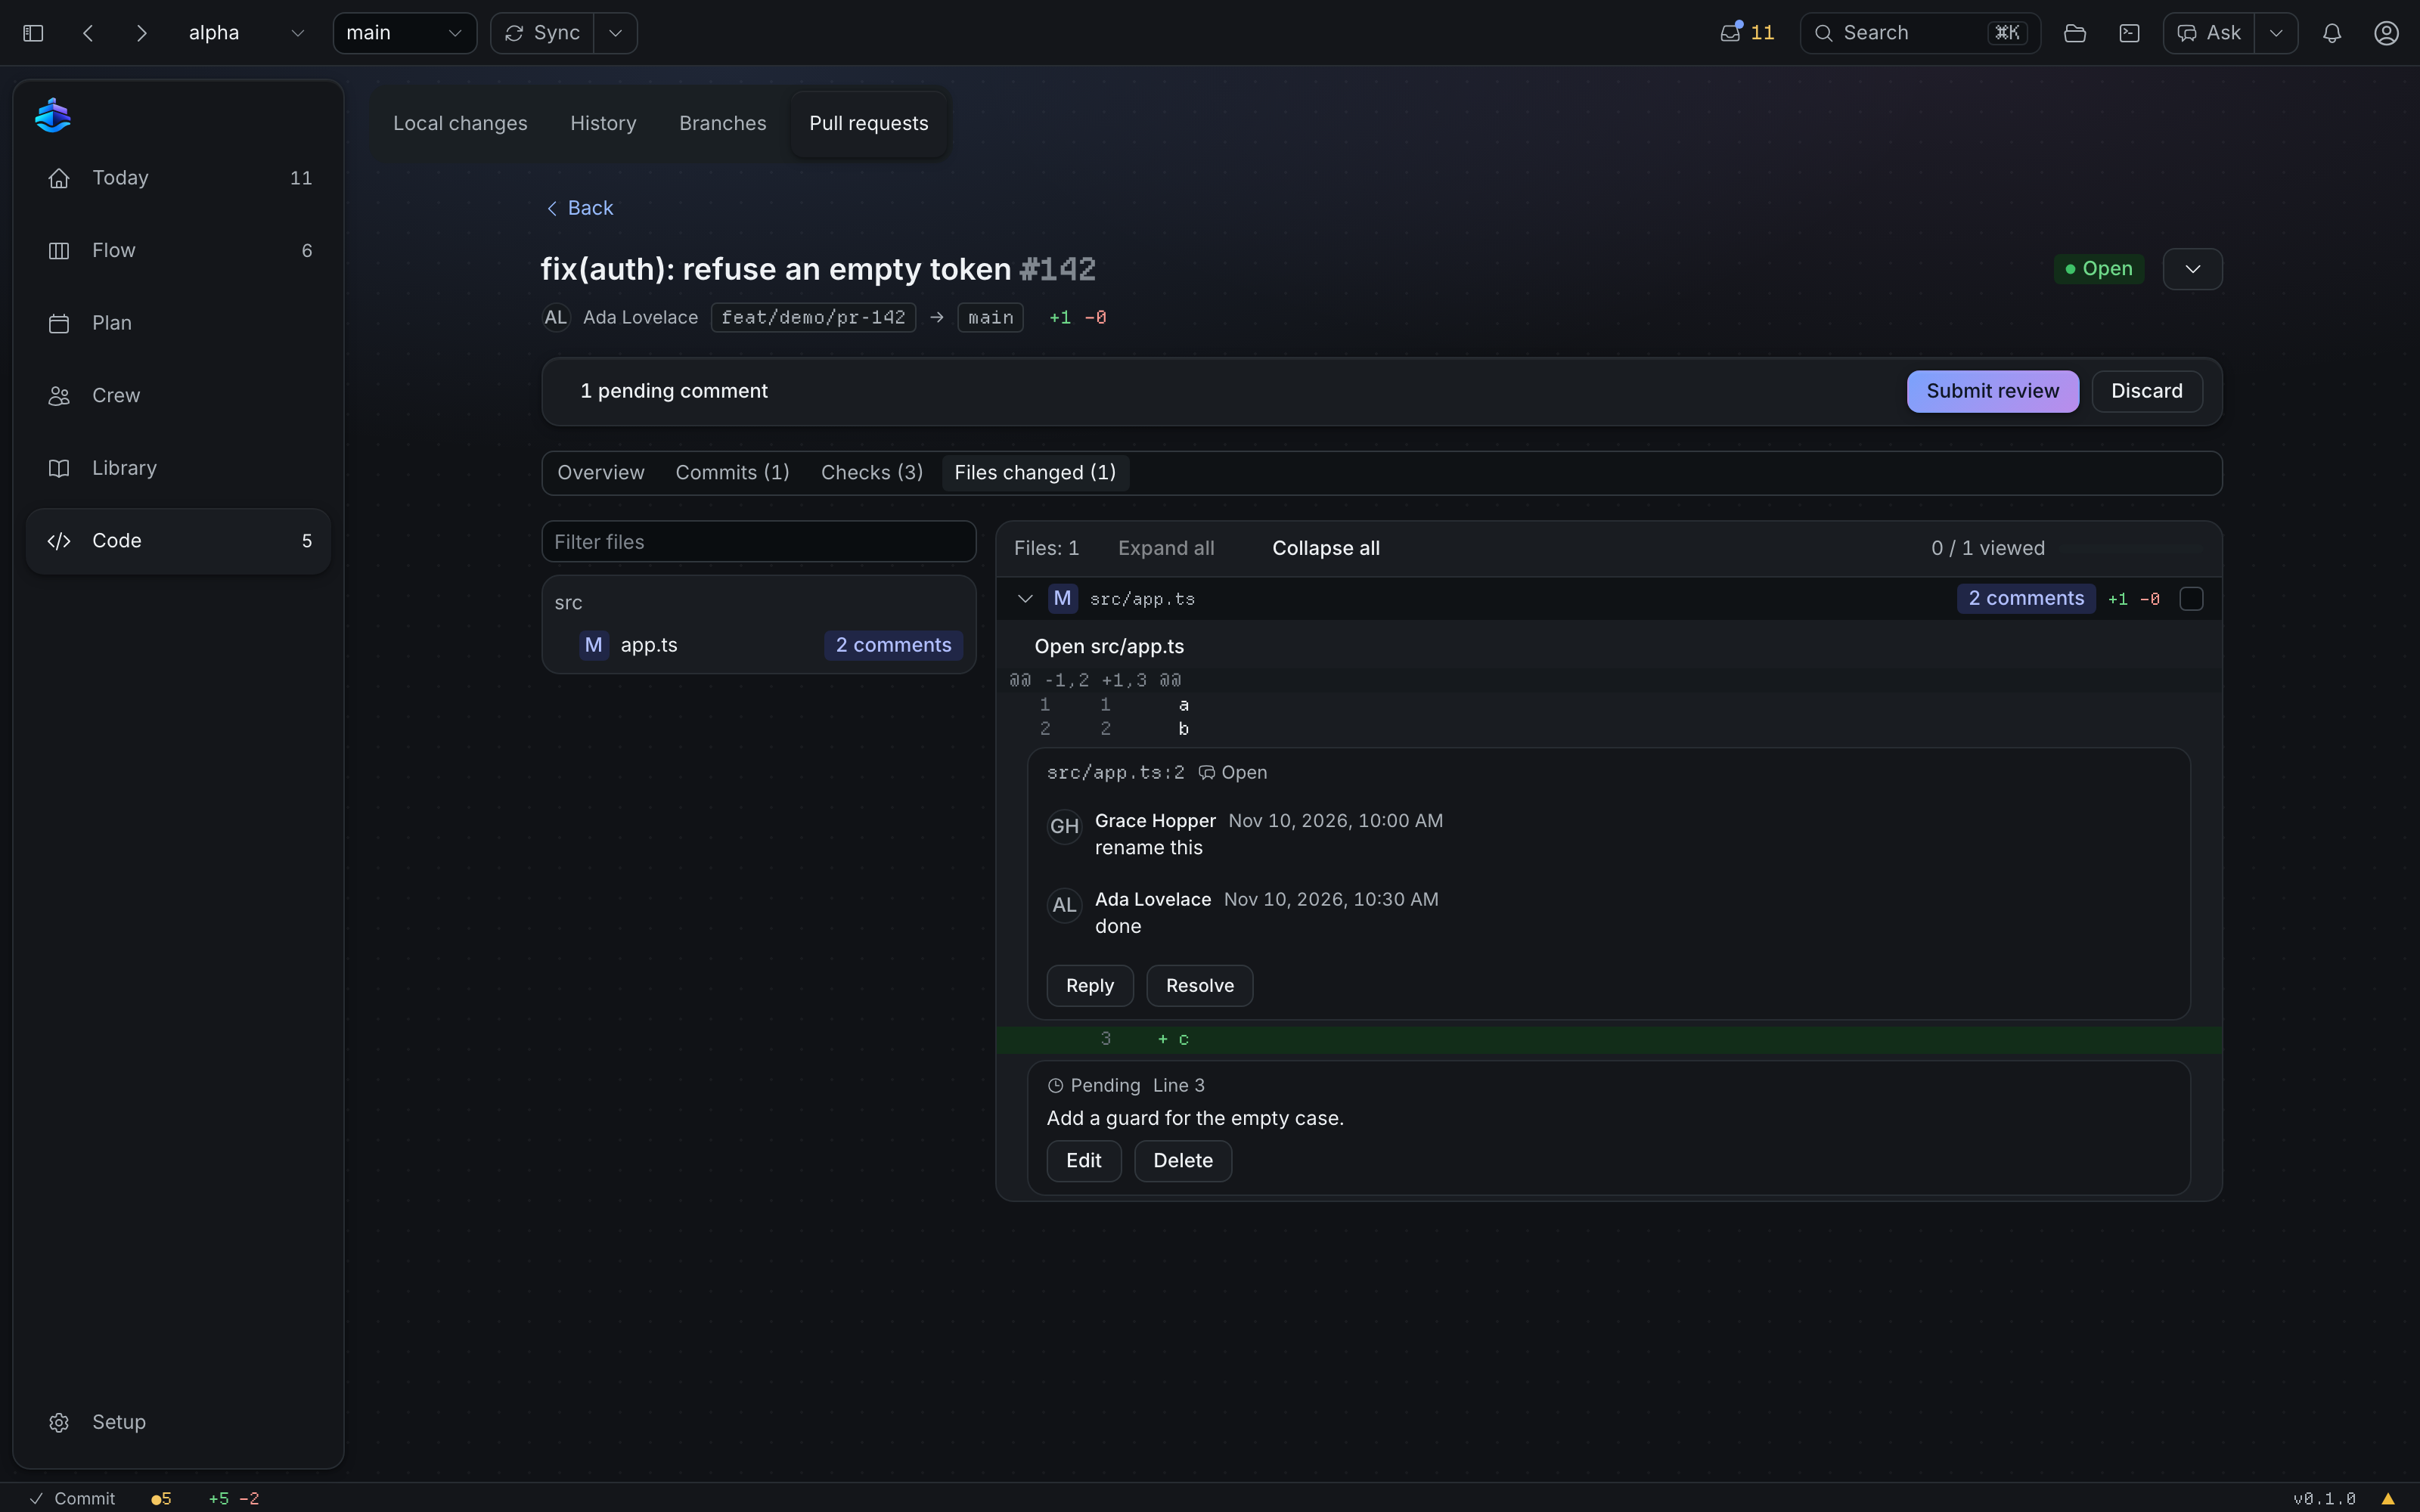 alpha main Sync 11 Search ⌘K Ask
Local changes History Branches Pull requests
Today 11
Flow 6
Plan
Crew
Library
Code 5
Setup
Back
fix(auth): refuse an empty token #142
Open
AL Ada Lovelace feat/demo/pr-142 → main +1 -0
1 pending comment
Submit review Discard
Overview Commits (1) Checks (3) Files changed (1)
Filter files
src
M app.ts 2 comments
Files: 1 Expand all Collapse all 0 / 1 viewed
M src/app.ts 2 comments +1 -0
Open src/app.ts
@@ -1,2 +1,3 @@
1 1 a
2 2 b
src/app.ts:2 Open
GH Grace Hopper Nov 10, 2026, 10:00 AM
rename this
AL Ada Lovelace Nov 10, 2026, 10:30 AM
done
Reply Resolve
3 + c
Pending Line 3
Add a guard for the empty case.
Edit Delete
Commit 5 +5 -2 v0.1.0